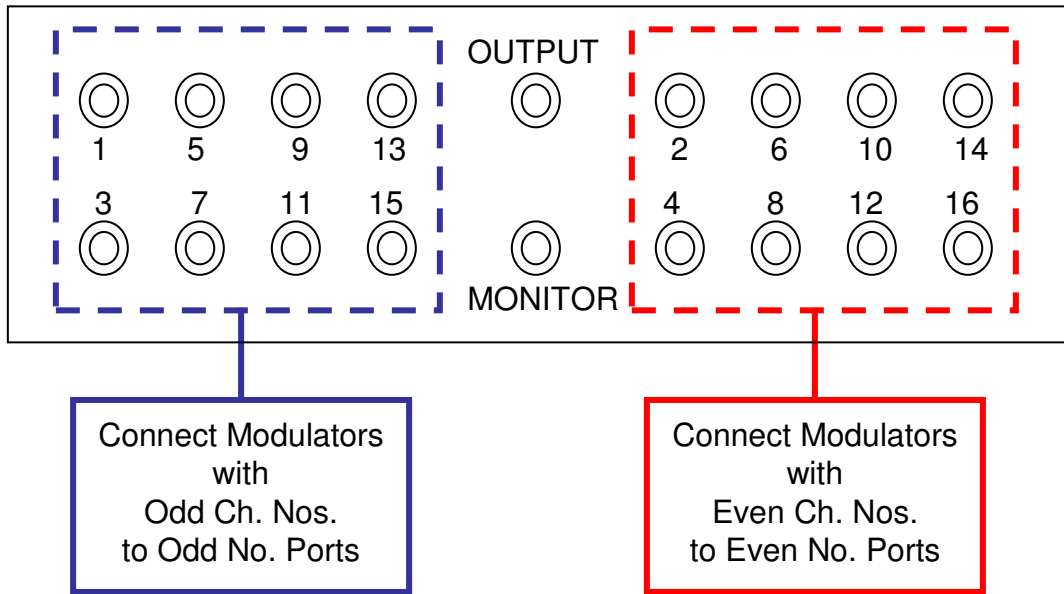 OUTPUT
1 5 9 13
2 6 10 14
3 7 11 15
4 8 12 16
MONITOR
Connect Modulators
with
Odd Ch. Nos.
to Odd No. Ports
Connect Modulators
with
Even Ch. Nos.
to Even No. Ports